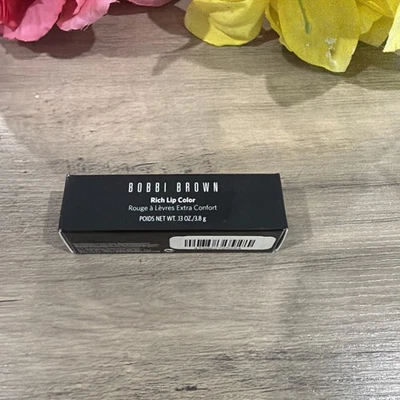 BOBBI BROWN
Rich Lip Color
Rouge à Lèvres Extra Confort
POIDS NET WT. .13 OZ./3.8 g